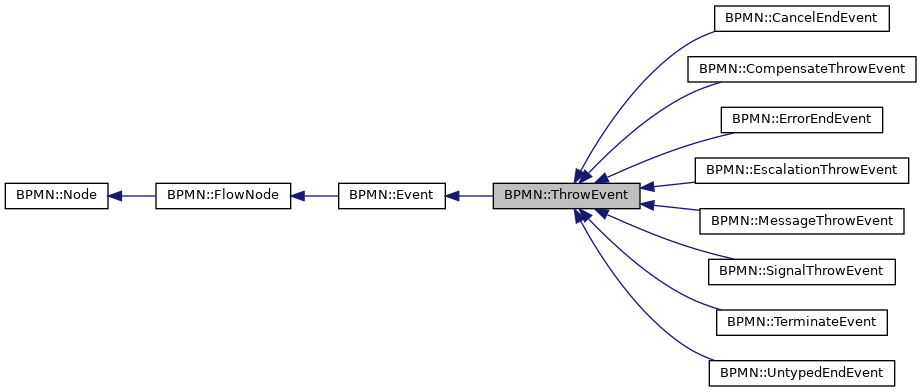 BPMN::Node
BPMN::FlowNode
BPMN::Event
BPMN::ThrowEvent
BPMN::CancelEndEvent
BPMN::CompensateThrowEvent
BPMN::ErrorEndEvent
BPMN::EscalationThrowEvent
BPMN::MessageThrowEvent
BPMN::SignalThrowEvent
BPMN::TerminateEvent
BPMN::UntypedEndEvent